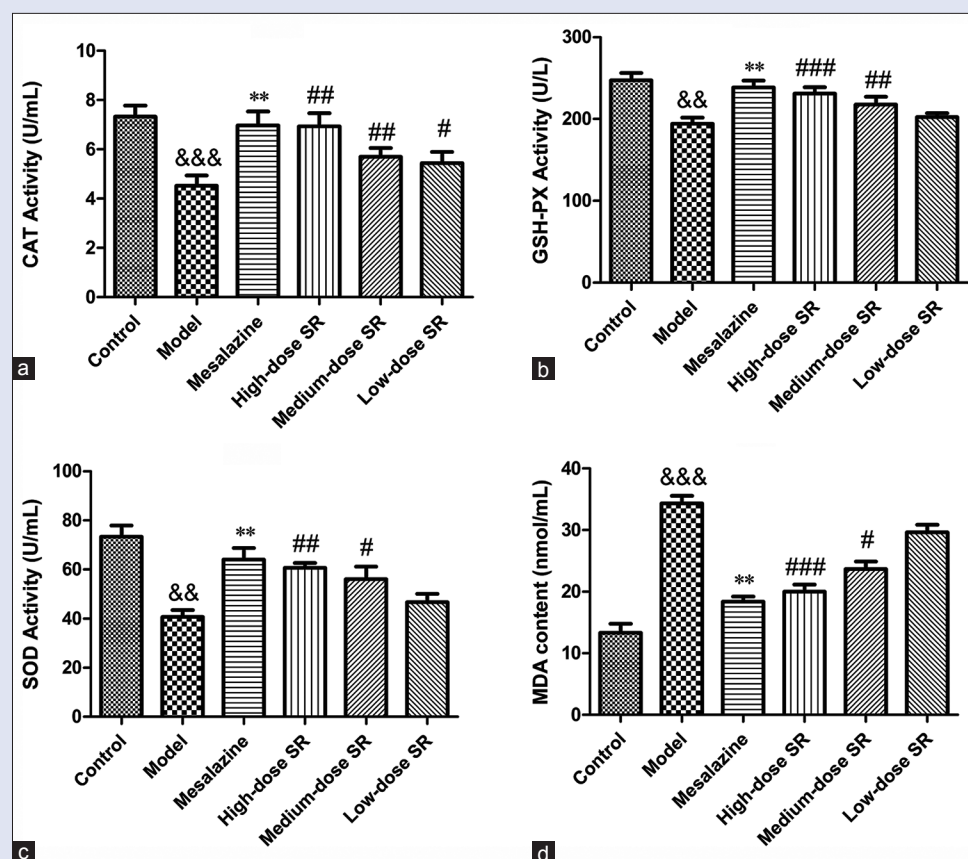 CAT Activity (U/mL)
10
8
6
4
2
0
&&&
**
##
##
#
Control
Model
Mesalazine
High-dose SR
Medium-dose SR
Low-dose SR
a
GSH-PX Activity (U/L)
300
200
100
0
&&
**
###
##
Control
Model
Mesalazine
High-dose SR
Medium-dose SR
Low-dose SR
b
SOD Activity (U/mL)
100
80
60
40
20
0
&&
**
##
#
Control
Model
Mesalazine
High-dose SR
Medium-dose SR
Low-dose SR
c
MDA content (nmol/mL)
40
30
20
10
0
&&&
**
###
#
Control
Model
Mesalazine
High-dose SR
Medium-dose SR
Low-dose SR
d